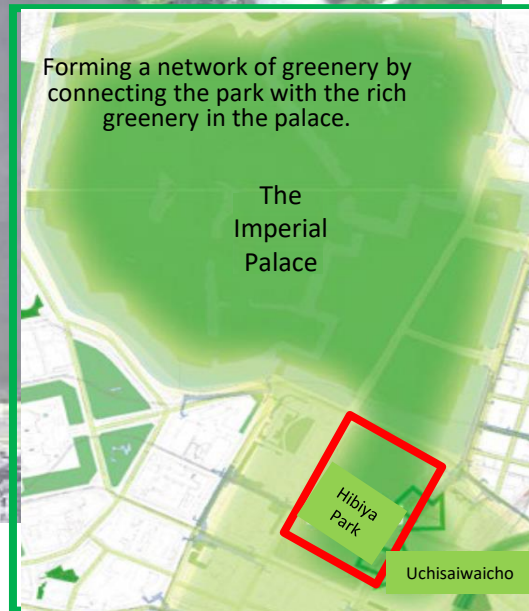 Forming a network of greenery by
connecting the park with the rich
greenery in the palace.
The
Imperial
Palace
Hibiya
Park
Uchisaiwaicho